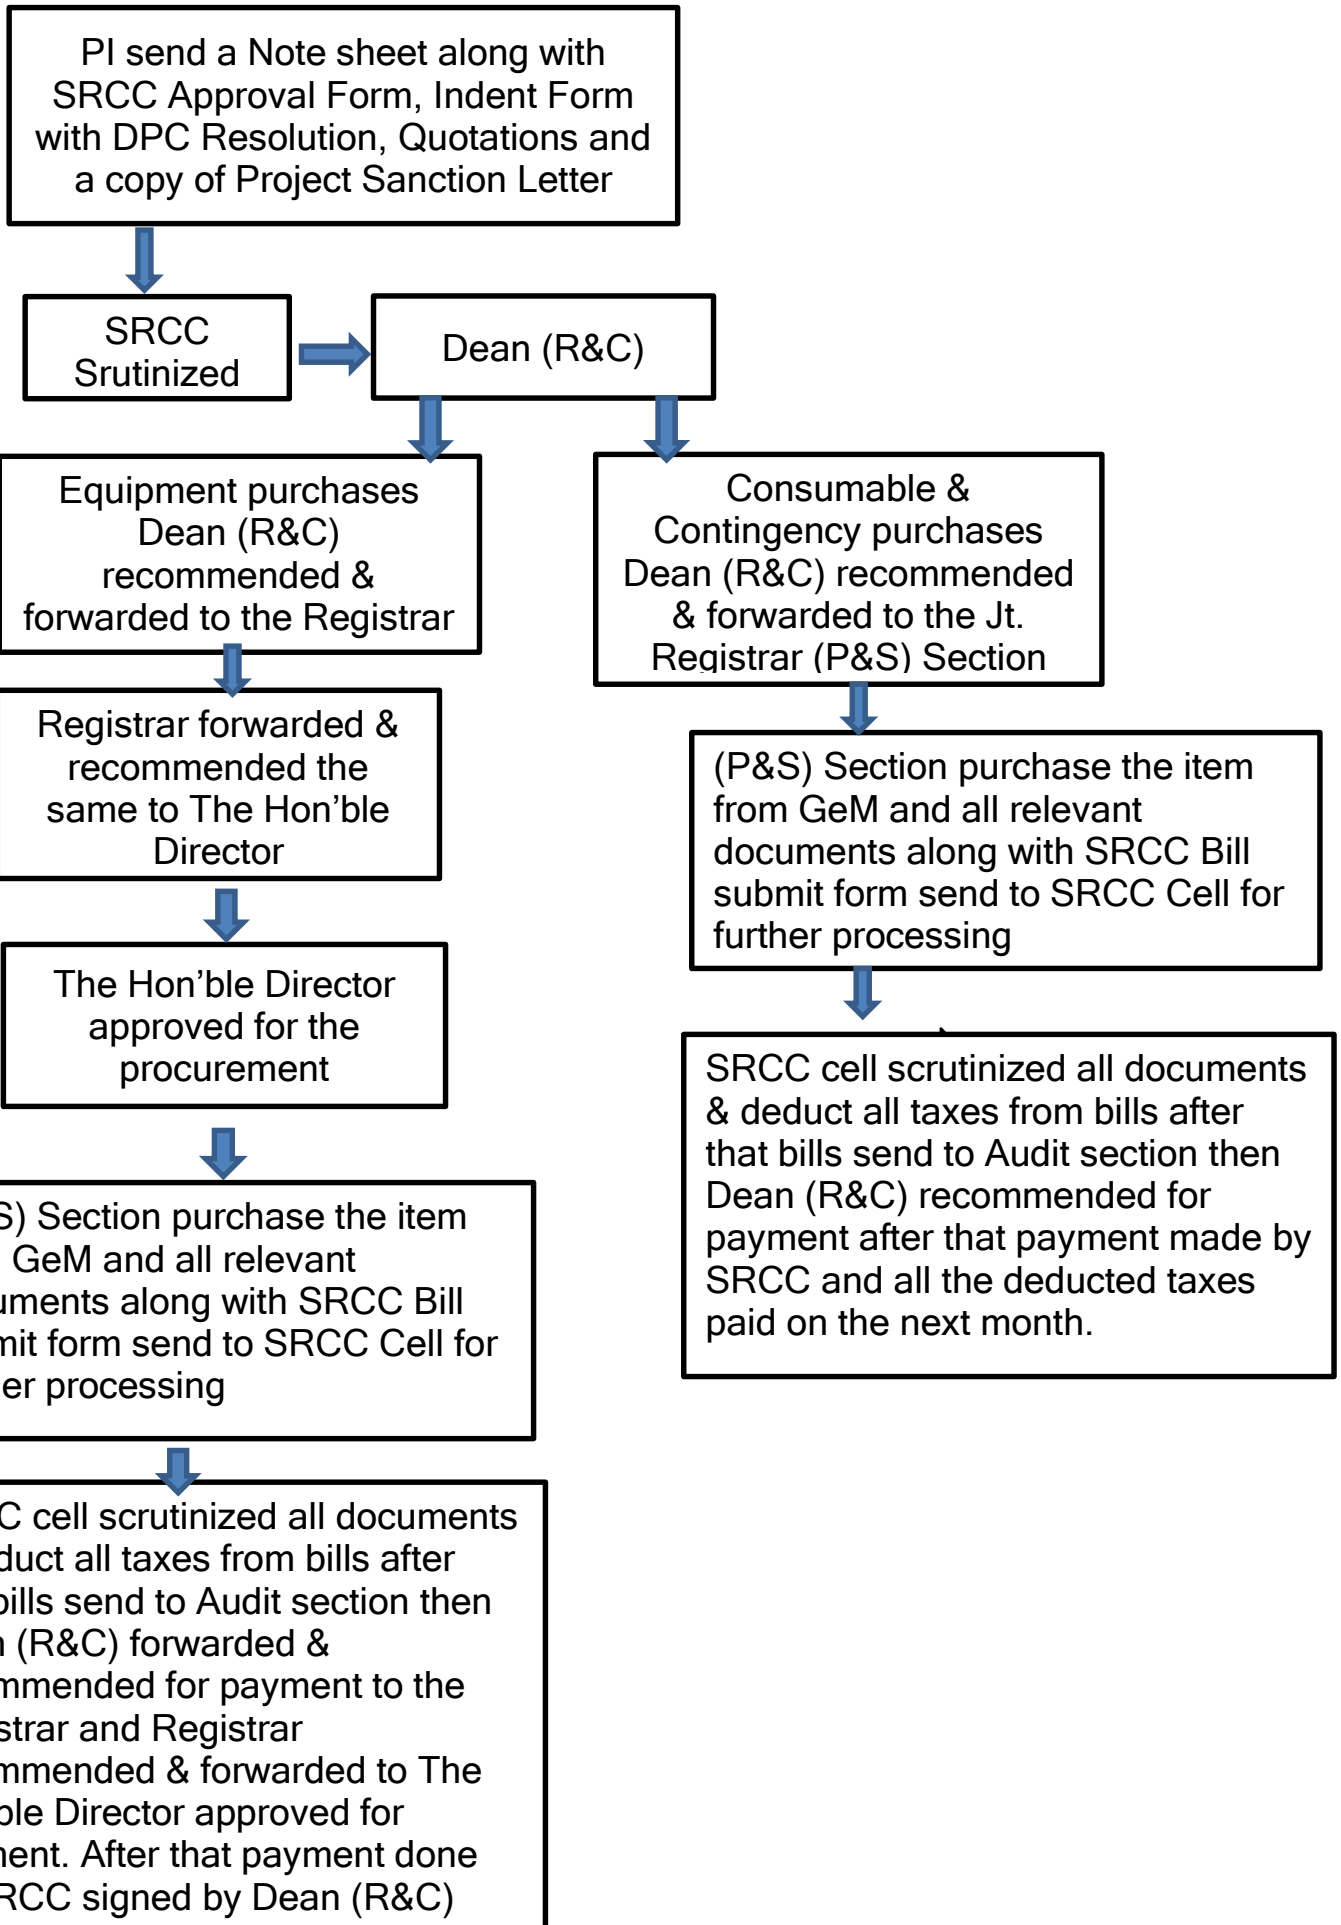 PI send a Note sheet along with
SRCC Approval Form, Indent Form
with DPC Resolution, Quotations and
a copy of Project Sanction Letter
SRCC
Srutinized
Dean (R&C)
Equipment purchases
Dean (R&C)
recommended &
forwarded to the Registrar
Consumable &
Contingency purchases
Dean (R&C) recommended
& forwarded to the Jt.
Registrar (P&S) Section
Registrar forwarded &
recommended the
same to The Hon'ble
Director
(P&S) Section purchase the item
from GeM and all relevant
documents along with SRCC Bill
submit form send to SRCC Cell for
further processing
The Hon'ble Director
approved for the
procurement
SRCC cell scrutinized all documents
& deduct all taxes from bills after
that bills send to Audit section then
Dean (R&C) recommended for
payment after that payment made by
SRCC and all the deducted taxes
paid on the next month.
S) Section purchase the item
GeM and all relevant
uments along with SRCC Bill
mit form send to SRCC Cell for
er processing
C cell scrutinized all documents
duct all taxes from bills after
bills send to Audit section then
(R&C) forwarded &
mmended for payment to the
strar and Registrar
mmended & forwarded to The
ble Director approved for
ment. After that payment done
RCC signed by Dean (R&C)